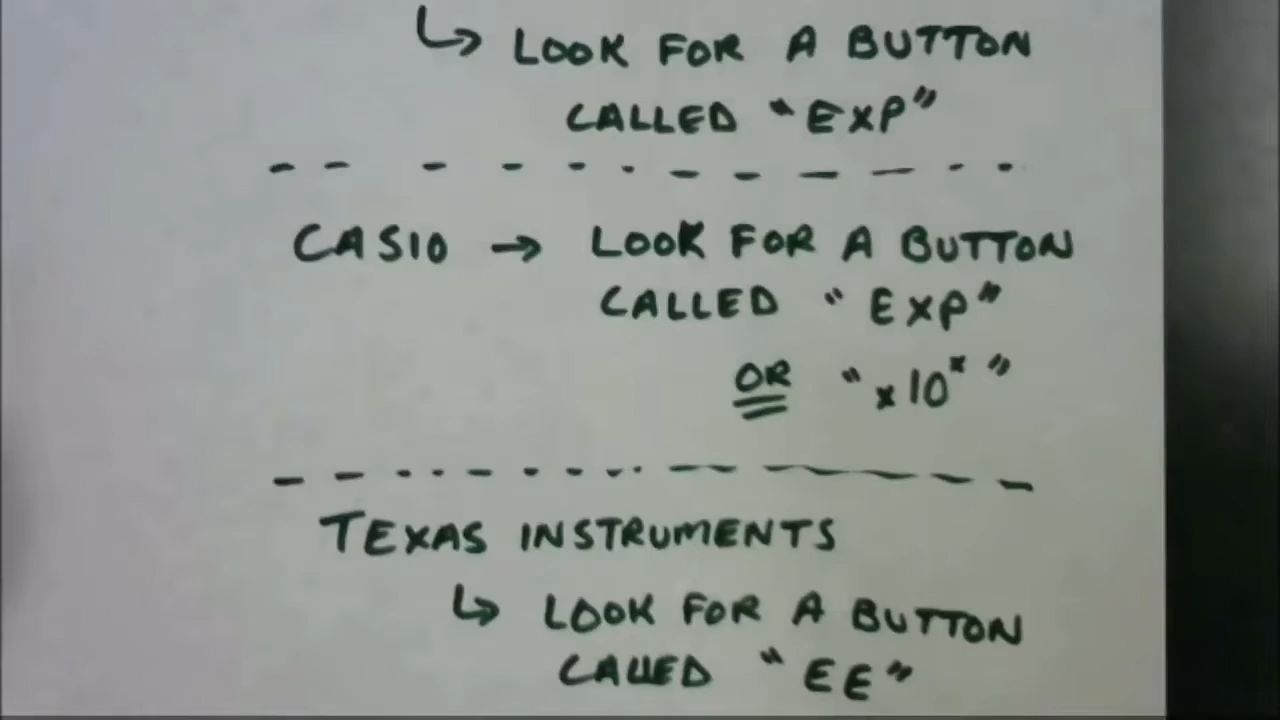 ↳ LOOK FOR A BUTTON
CALLED "EXP"
CASIO → LOOK FOR A BUTTON
CALLED "EXP"
OR "x10ˣ"
TEXAS INSTRUMENTS
↳ LOOK FOR A BUTTON
CALLED "EE"